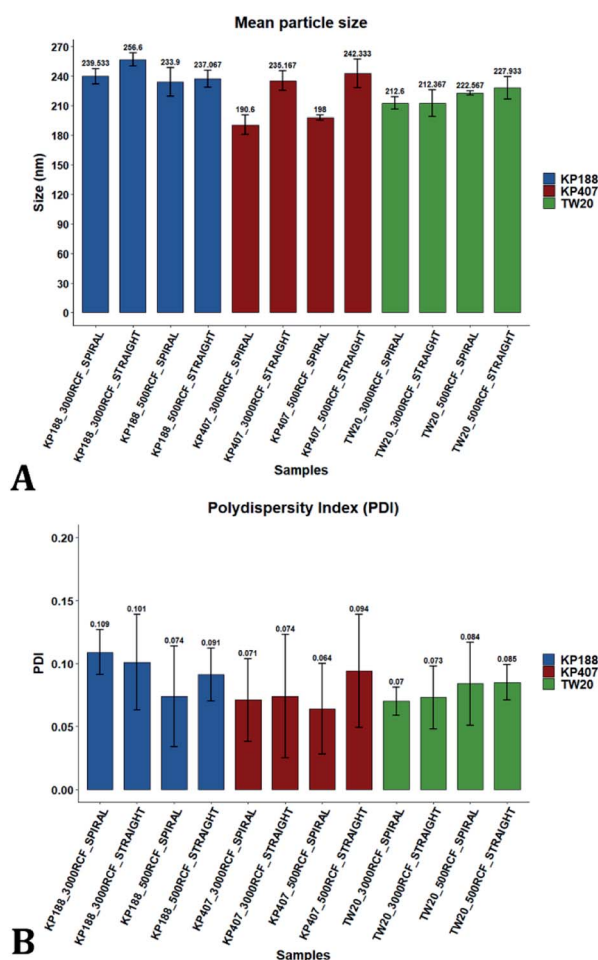 Mean particle size
270
240
210
180
150
120
90
60
30
0
Size (nm)
239.533
256.6
233.9
237.067
190.6
235.167
198
242.333
212.6
212.367
222.567
227.933
KP188
KP407
TW20
KP188_3000RCF_SPIRAL
KP188_3000RCF_STRAIGHT
KP188_500RCF_SPIRAL
KP188_500RCF_STRAIGHT
KP407_3000RCF_SPIRAL
KP407_3000RCF_STRAIGHT
KP407_500RCF_SPIRAL
KP407_500RCF_STRAIGHT
TW20_3000RCF_SPIRAL
TW20_3000RCF_STRAIGHT
TW20_500RCF_SPIRAL
TW20_500RCF_STRAIGHT
Samples
A
Polydispersity Index (PDI)
0.20
0.15
0.10
0.05
0.00
PDI
0.109
0.101
0.074
0.091
0.071
0.074
0.064
0.094
0.07
0.073
0.084
0.085
KP188
KP407
TW20
KP188_3000RCF_SPIRAL
KP188_3000RCF_STRAIGHT
KP188_500RCF_SPIRAL
KP188_500RCF_STRAIGHT
KP407_3000RCF_SPIRAL
KP407_3000RCF_STRAIGHT
KP407_500RCF_SPIRAL
KP407_500RCF_STRAIGHT
TW20_3000RCF_SPIRAL
TW20_3000RCF_STRAIGHT
TW20_500RCF_SPIRAL
TW20_500RCF_STRAIGHT
Samples
B